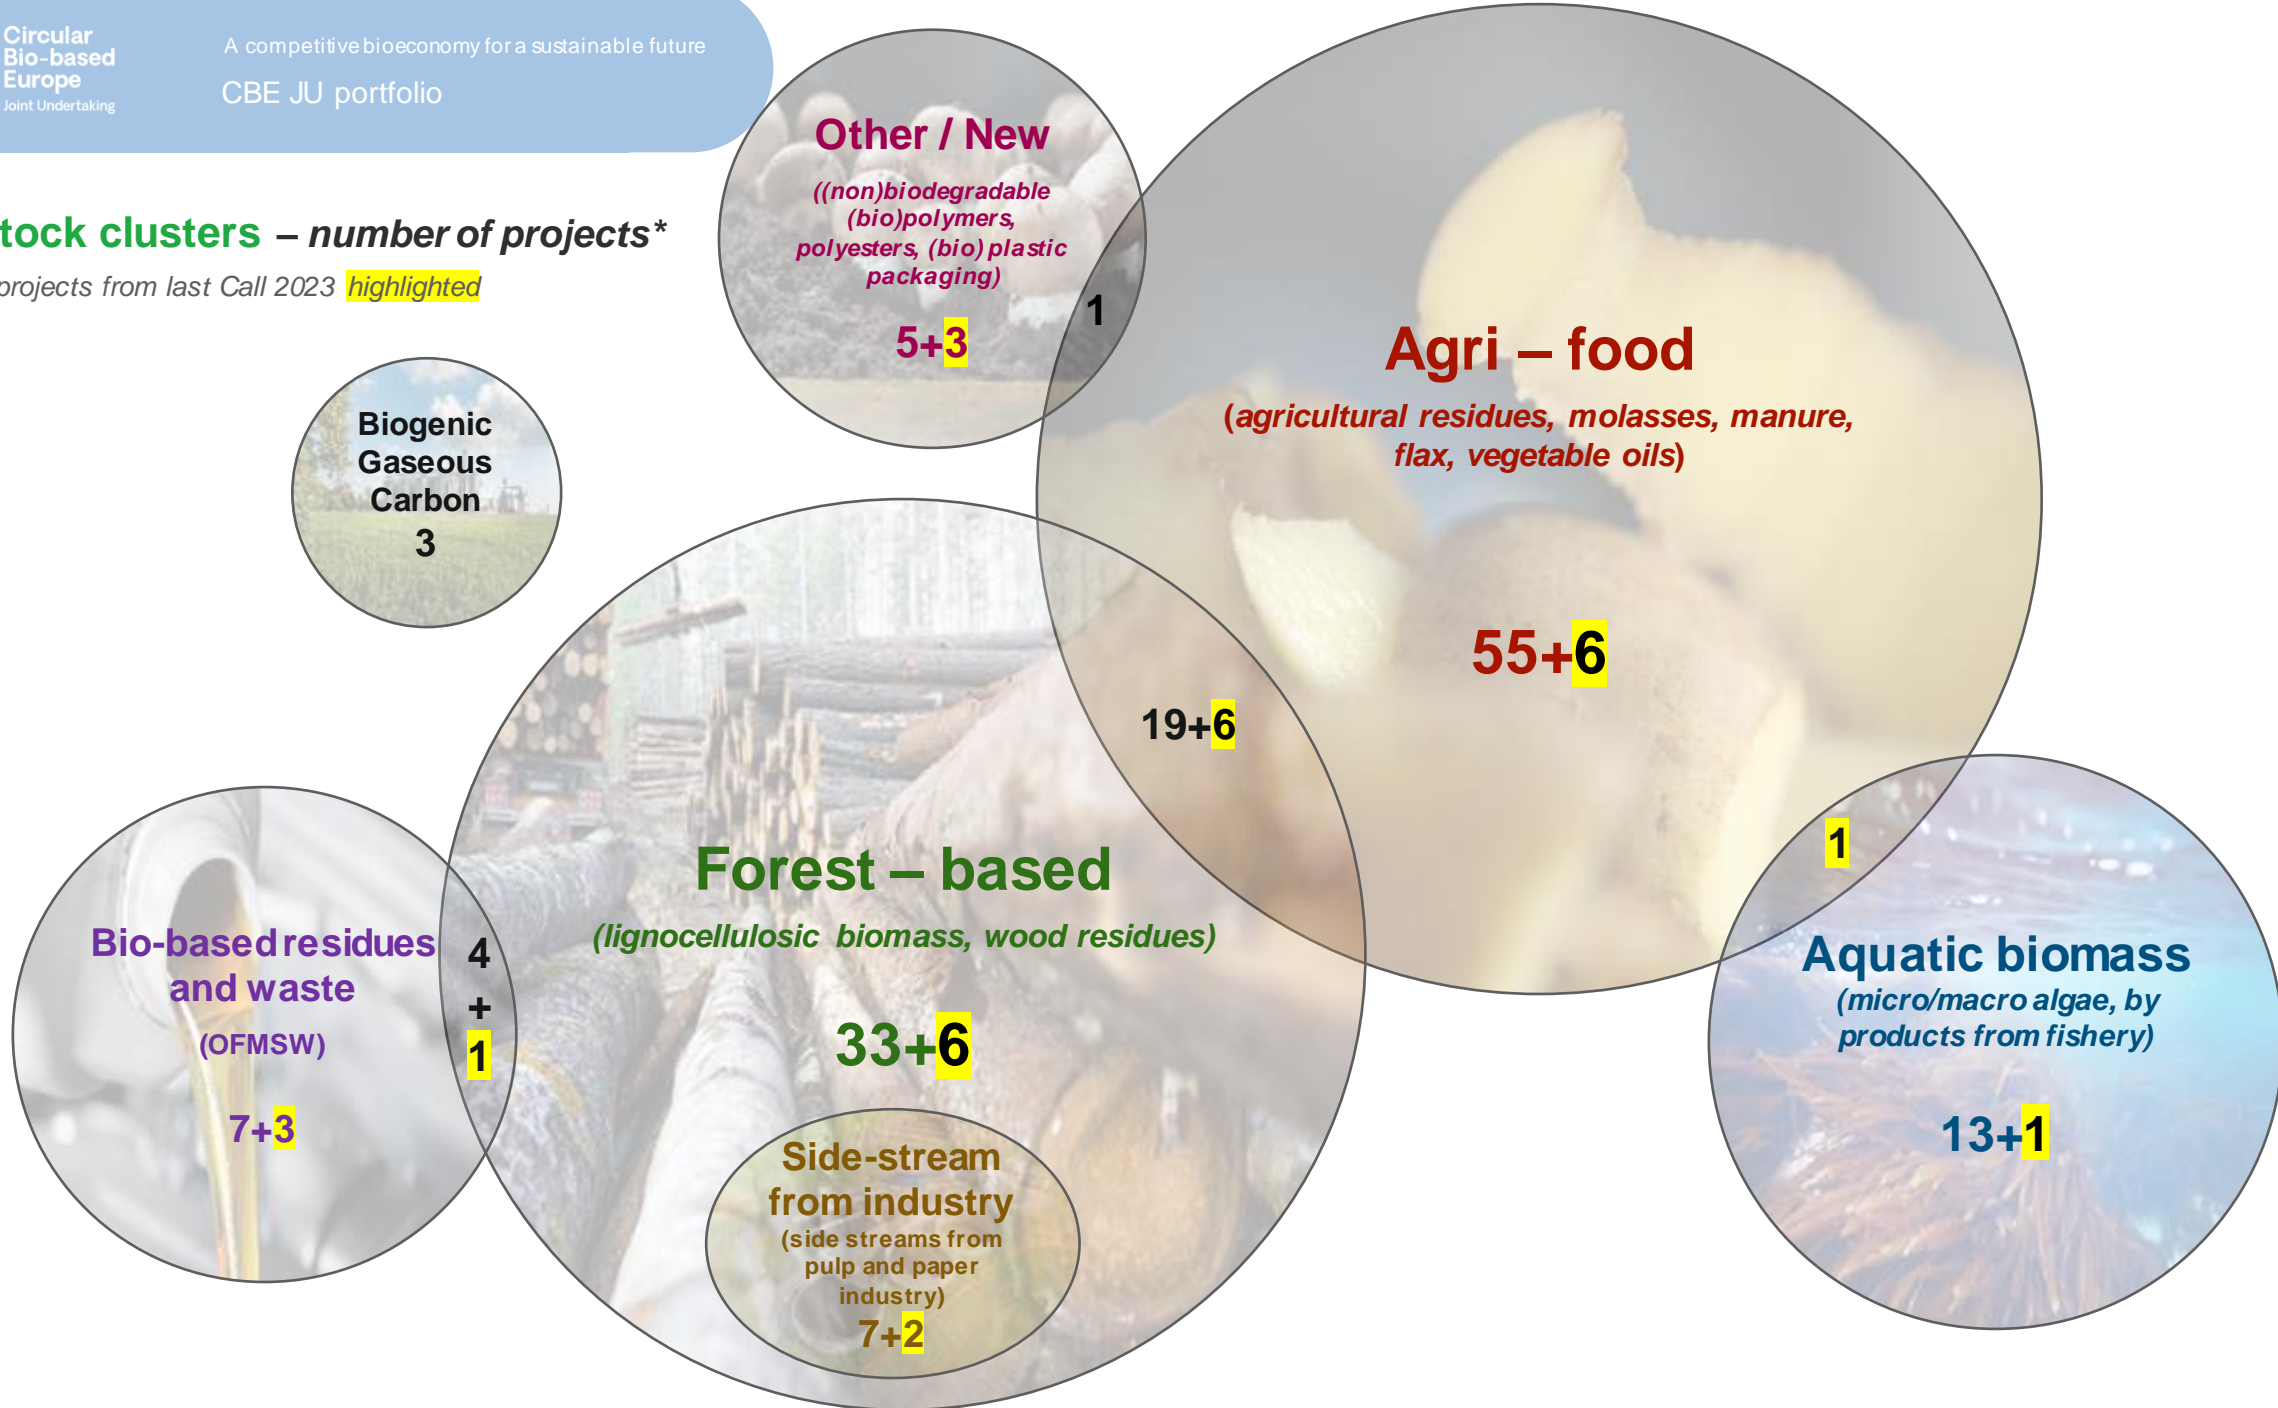 Circular
Bio-based
Europe
Joint Undertaking
A competitive bioeconomy for a sustainable future
CBE JU portfolio
tock clusters – number of projects*
projects from last Call 2023 highlighted
Other / New
((non)biodegradable
(bio)polymers,
polyesters, (bio) plastic
packaging)
5+3
1
Agri – food
(agricultural residues, molasses, manure,
flax, vegetable oils)
55+6
Biogenic
Gaseous
Carbon
3
19+6
Forest – based
(lignocellulosic biomass, wood residues)
33+6
Side-stream
from industry
(side streams from
pulp and paper
industry)
7+2
Bio-based residues
and waste
(OFMSW)
7+3
4
+
1
1
Aquatic biomass
(micro/macro algae, by
products from fishery)
13+1